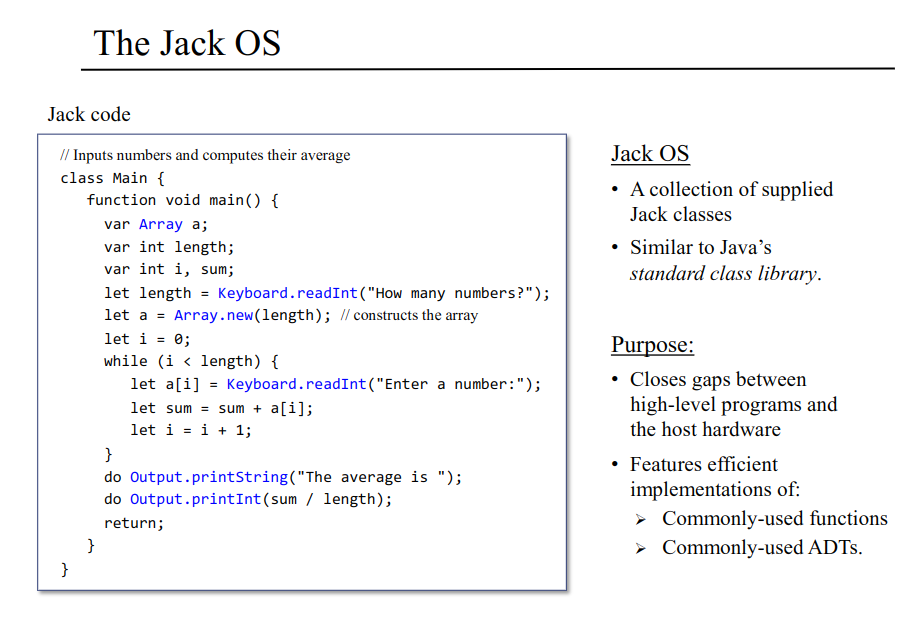 The Jack OS
Jack code
// Inputs numbers and computes their average
class Main {
   function void main() {
     var Array a;
     var int length;
     var int i, sum;
     let length = Keyboard.readInt("How many numbers?");
     let a = Array.new(length); // constructs the array
     let i = 0;
     while (i < length) {
        let a[i] = Keyboard.readInt("Enter a number:");
        let sum = sum + a[i];
        let i = i + 1;
     }
     do Output.printString("The average is ");
     do Output.printInt(sum / length);
     return;
   }
}
Jack OS
• A collection of supplied
Jack classes
• Similar to Java’s
standard class library.
Purpose:
• Closes gaps between
high-level programs and
the host hardware
• Features efficient
implementations of:
➢ Commonly-used functions
➢ Commonly-used ADTs.